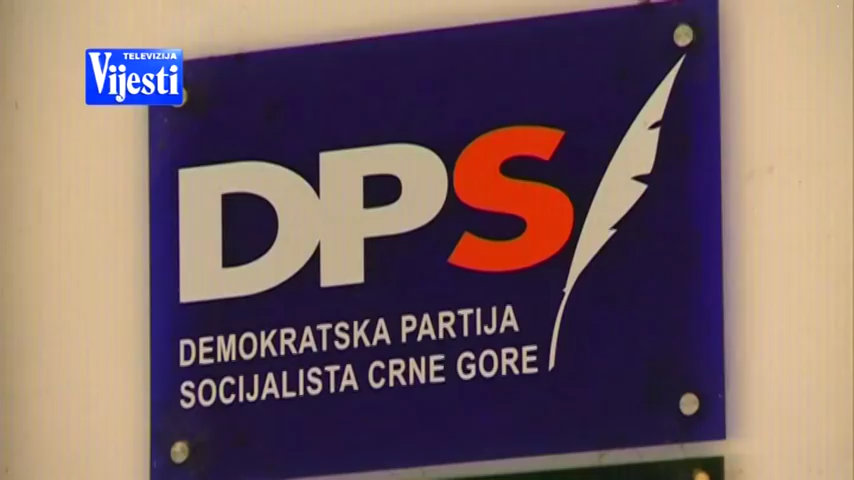 TELEVIZIJA
Vijesti
DPS
DEMOKRATSKA PARTIJA
SOCIJALISTA CRNE GORE